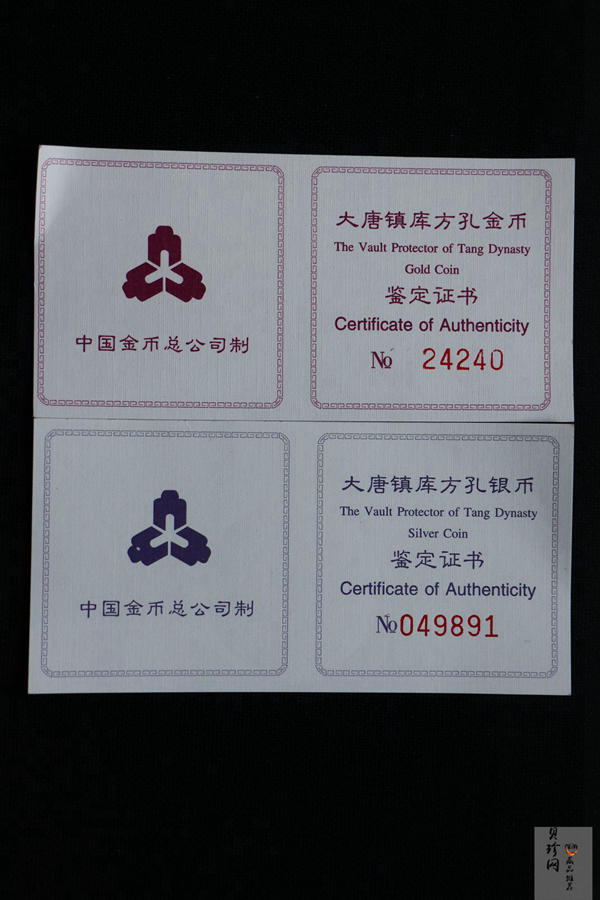 中国金币总公司制
大唐镇库方孔金币
The Vault Protector of Tang Dynasty
Gold Coin
鉴定证书
Certificate of Authenticity
№ 24240
中国金币总公司制
大唐镇库方孔银币
The Vault Protector of Tang Dynasty
Silver Coin
鉴定证书
Certificate of Authenticity
№049891
贝珍网